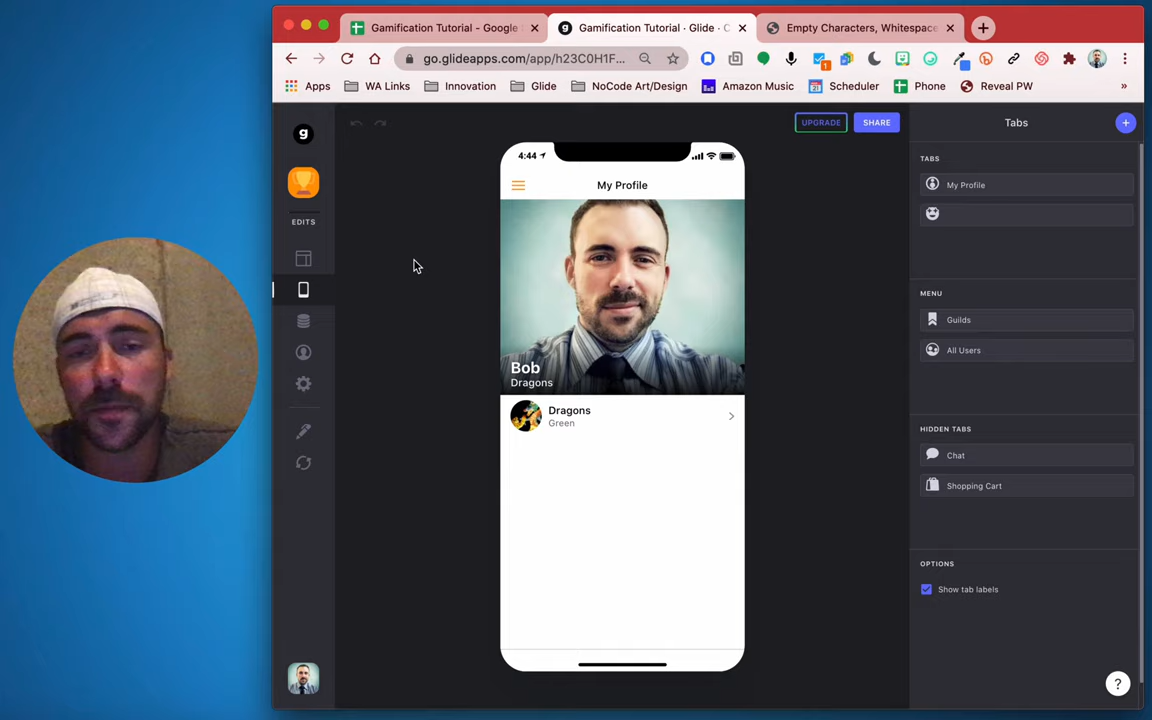 Gamification Tutorial - Google
Gamification Tutorial · Glide · C
Empty Characters, Whitespace
go.glideapps.com/app/h23C0H1F...
Apps
WA Links
Innovation
Glide
NoCode Art/Design
Amazon Music
Scheduler
Phone
Reveal PW
»
g
UPGRADE
SHARE
Tabs
EDITS
4:44
My Profile
Bob
Dragons
Dragons
Green
TABS
My Profile
MENU
Guilds
All Users
HIDDEN TABS
Chat
Shopping Cart
OPTIONS
Show tab labels
?